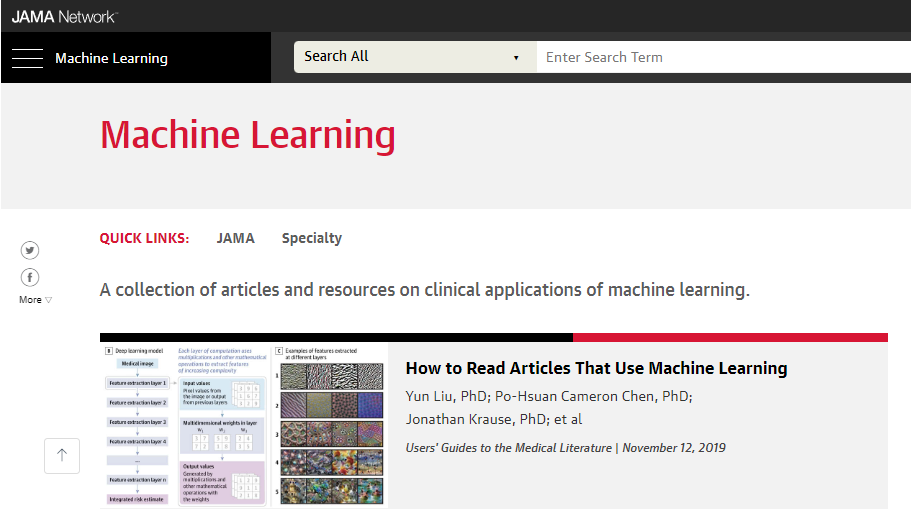 JAMA Network™
Machine Learning
Search All
Enter Search Term
Machine Learning
QUICK LINKS: JAMA Specialty
More
A collection of articles and resources on clinical applications of machine learning.
B Deep learning model
Medical image
Feature extraction layer 1
Feature extraction layer 2
Feature extraction layer 3
Feature extraction layer 4
...
Feature extraction layer n
Integrated risk estimate
Each layer of computation uses
multiplications and other mathematical
operations to extract features
of increasing complexity
Input values
Pixel values from
the image or output
from previous layers
Multidimensional weights in layer
W1 W2 W3
Output values
Generated by
multiplications and
other mathematical
operations with
the weights
C Examples of features extracted
at different layers
1
2
3
4
5
How to Read Articles That Use Machine Learning
Yun Liu, PhD; Po-Hsuan Cameron Chen, PhD;
Jonathan Krause, PhD; et al
Users' Guides to the Medical Literature | November 12, 2019